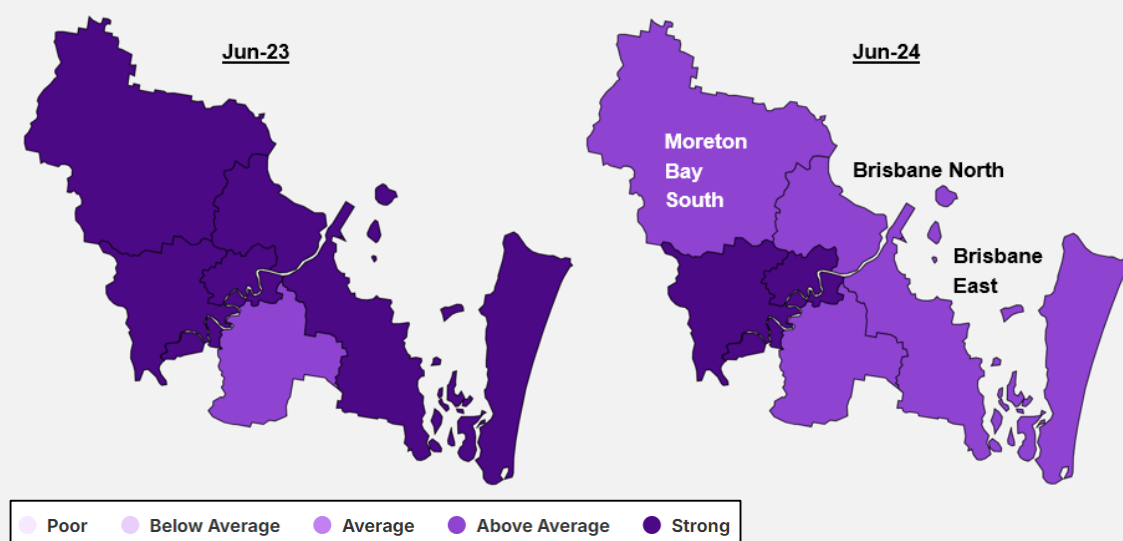 Jun-23
Jun-24
Moreton
Bay
South
Brisbane North
Brisbane
East
Poor Below Average Average Above Average Strong